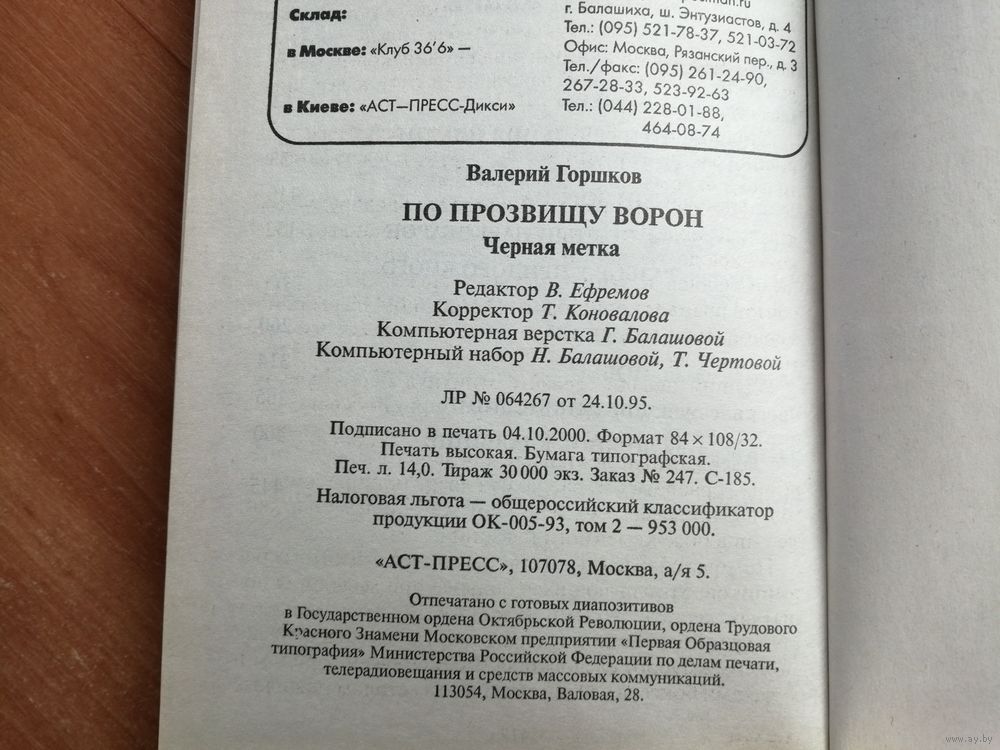 Склад:
г. Балашиха, ш. Энтузиастов, д. 4
Тел.: (095) 521-78-37, 521-03-72
в Москве: «Клуб 36'6» —
Офис: Москва, Рязанский пер., д. 3
Тел./факс: (095) 261-24-90,
267-28-33, 523-92-63
в Киеве: «АСТ—ПРЕСС-Дикси»
Тел.: (044) 228-01-88,
464-08-74
Валерий Горшков
ПО ПРОЗВИЩУ ВОРОН
Черная метка
Редактор В. Ефремов
Корректор Т. Коновалова
Компьютерная верстка Г. Балашовой
Компьютерный набор Н. Балашовой, Т. Чертовой
ЛР № 064267 от 24.10.95.
Подписано в печать 04.10.2000. Формат 84 × 108/32.
Печать высокая. Бумага типографская.
Печ. л. 14,0. Тираж 30 000 экз. Заказ № 247. С-185.
Налоговая льгота — общероссийский классификатор
продукции ОК-005-93, том 2 — 953 000.
«АСТ-ПРЕСС», 107078, Москва, а/я 5.
Отпечатано с готовых диапозитивов
в Государственном ордена Октябрьской Революции, ордена Трудового
Красного Знамени Московском предприятии «Первая Образцовая
типография» Министерства Российской Федерации по делам печати,
телерадиовещания и средств массовых коммуникаций.
113054, Москва, Валовая, 28.
www.ay.by